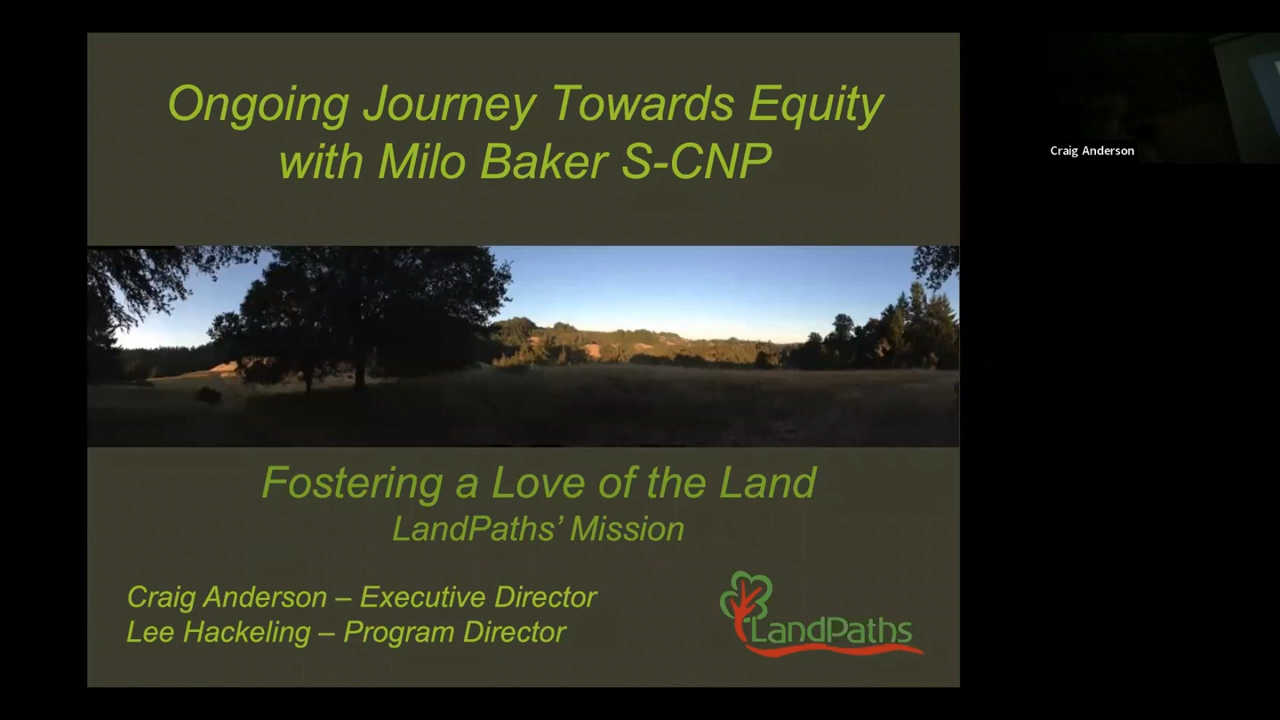 Ongoing Journey Towards Equity
with Milo Baker S-CNP
Craig Anderson
Fostering a Love of the Land
LandPaths’ Mission
Craig Anderson – Executive Director
Lee Hackeling – Program Director
LandPaths